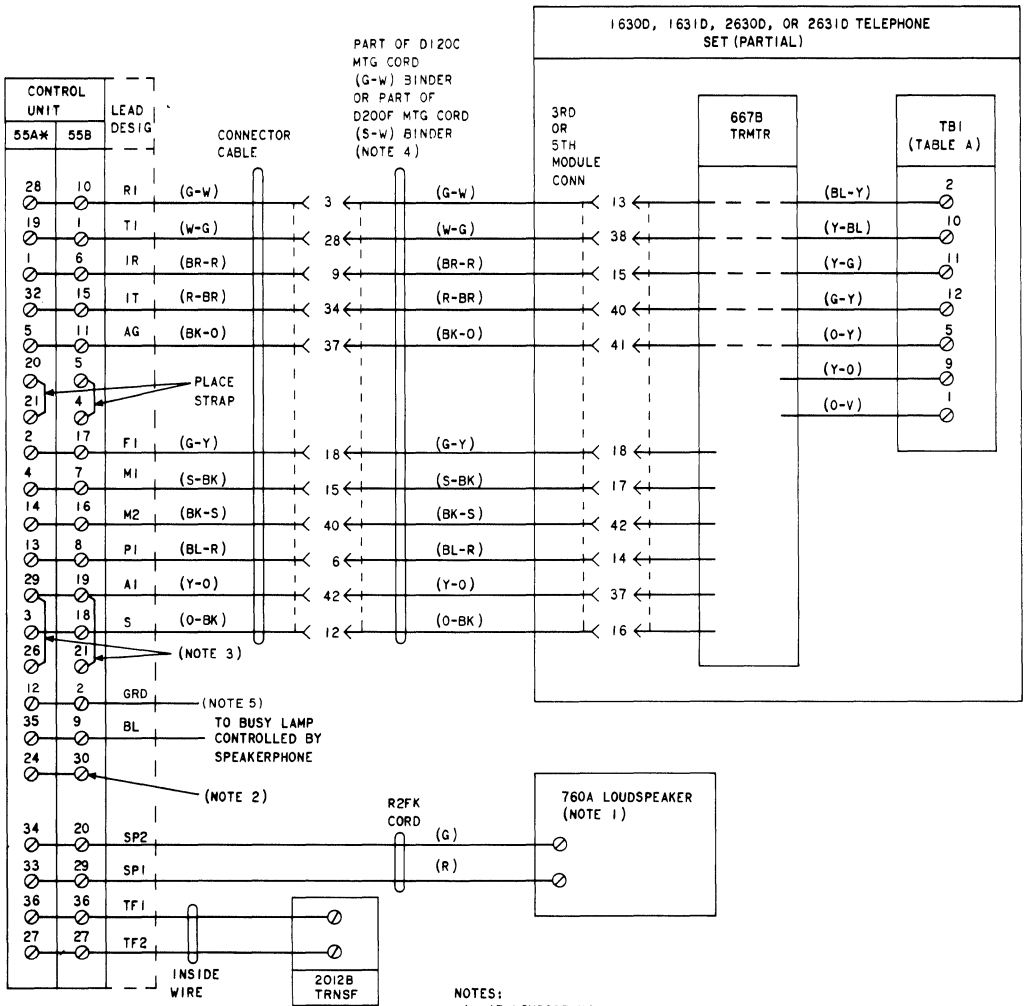 1630D, 1631D, 2630D, OR 2631D TELEPHONE
SET (PARTIAL)
PART OF D120C
MTG CORD
(G-W) BINDER
OR PART OF
D200F MTG CORD
(S-W) BINDER
(NOTE 4)
CONTROL
UNIT
55A* 55B
LEAD
DESIG
CONNECTOR
CABLE
3RD
OR
5TH
MODULE
CONN
667B
TRMTR
TB1
(TABLE A)
28 10 R1 (G-W) 3 (G-W) 13 (BL-Y) 2
19 1 T1 (W-G) 28 (W-G) 38 (Y-BL) 10
1 6 IR (BR-R) 9 (BR-R) 15 (Y-G) 11
32 15 IT (R-BR) 34 (R-BR) 40 (G-Y) 12
5 11 AG (BK-O) 37 (BK-O) 41 (O-Y) 5
20 5 (Y-O) 9
PLACE
STRAP
21 4 (O-V) 1
2 17 F1 (G-Y) 18 (G-Y) 18
4 7 M1 (S-BK) 15 (S-BK) 17
14 16 M2 (BK-S) 40 (BK-S) 42
13 8 P1 (BL-R) 6 (BL-R) 14
29 19 A1 (Y-O) 42 (Y-O) 37
3 18 S (O-BK) 12 (O-BK) 16
26 21 (NOTE 3)
12 2 GRD (NOTE 5)
35 9 BL TO BUSY LAMP
CONTROLLED BY
SPEAKERPHONE
24 30
(NOTE 2)
R2FK
CORD
760A LOUDSPEAKER
(NOTE 1)
34 20 SP2 (G)
33 29 SP1 (R)
36 36 TF1
27 27 TF2
INSIDE
WIRE
2012B
TRNSF
NOTES: